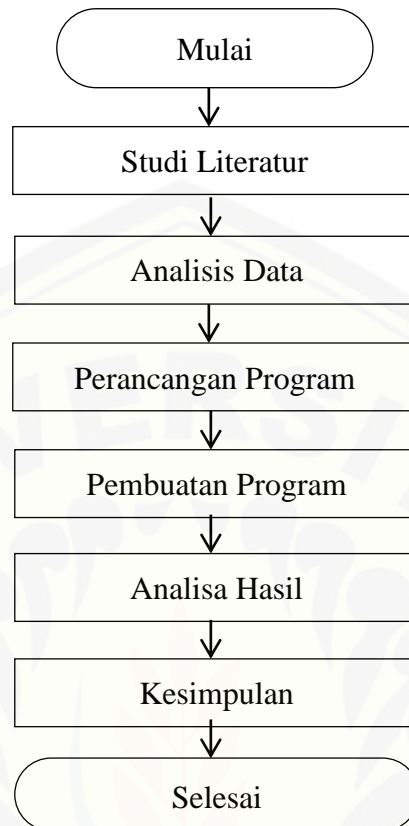 Mulai
Studi Literatur
Analisis Data
Perancangan Program
Pembuatan Program
Analisa Hasil
Kesimpulan
Selesai